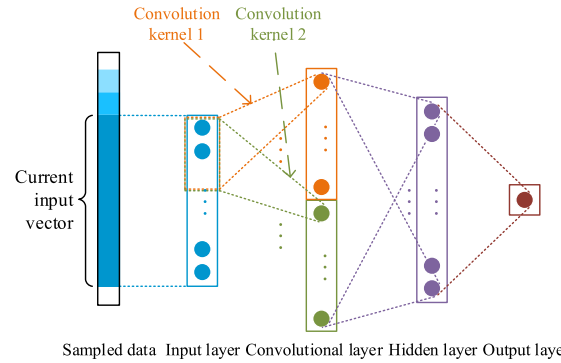 Convolution
kernel 1
Convolution
kernel 2
Current
input
vector
Sampled data Input layer Convolutional layer Hidden layer Output laye